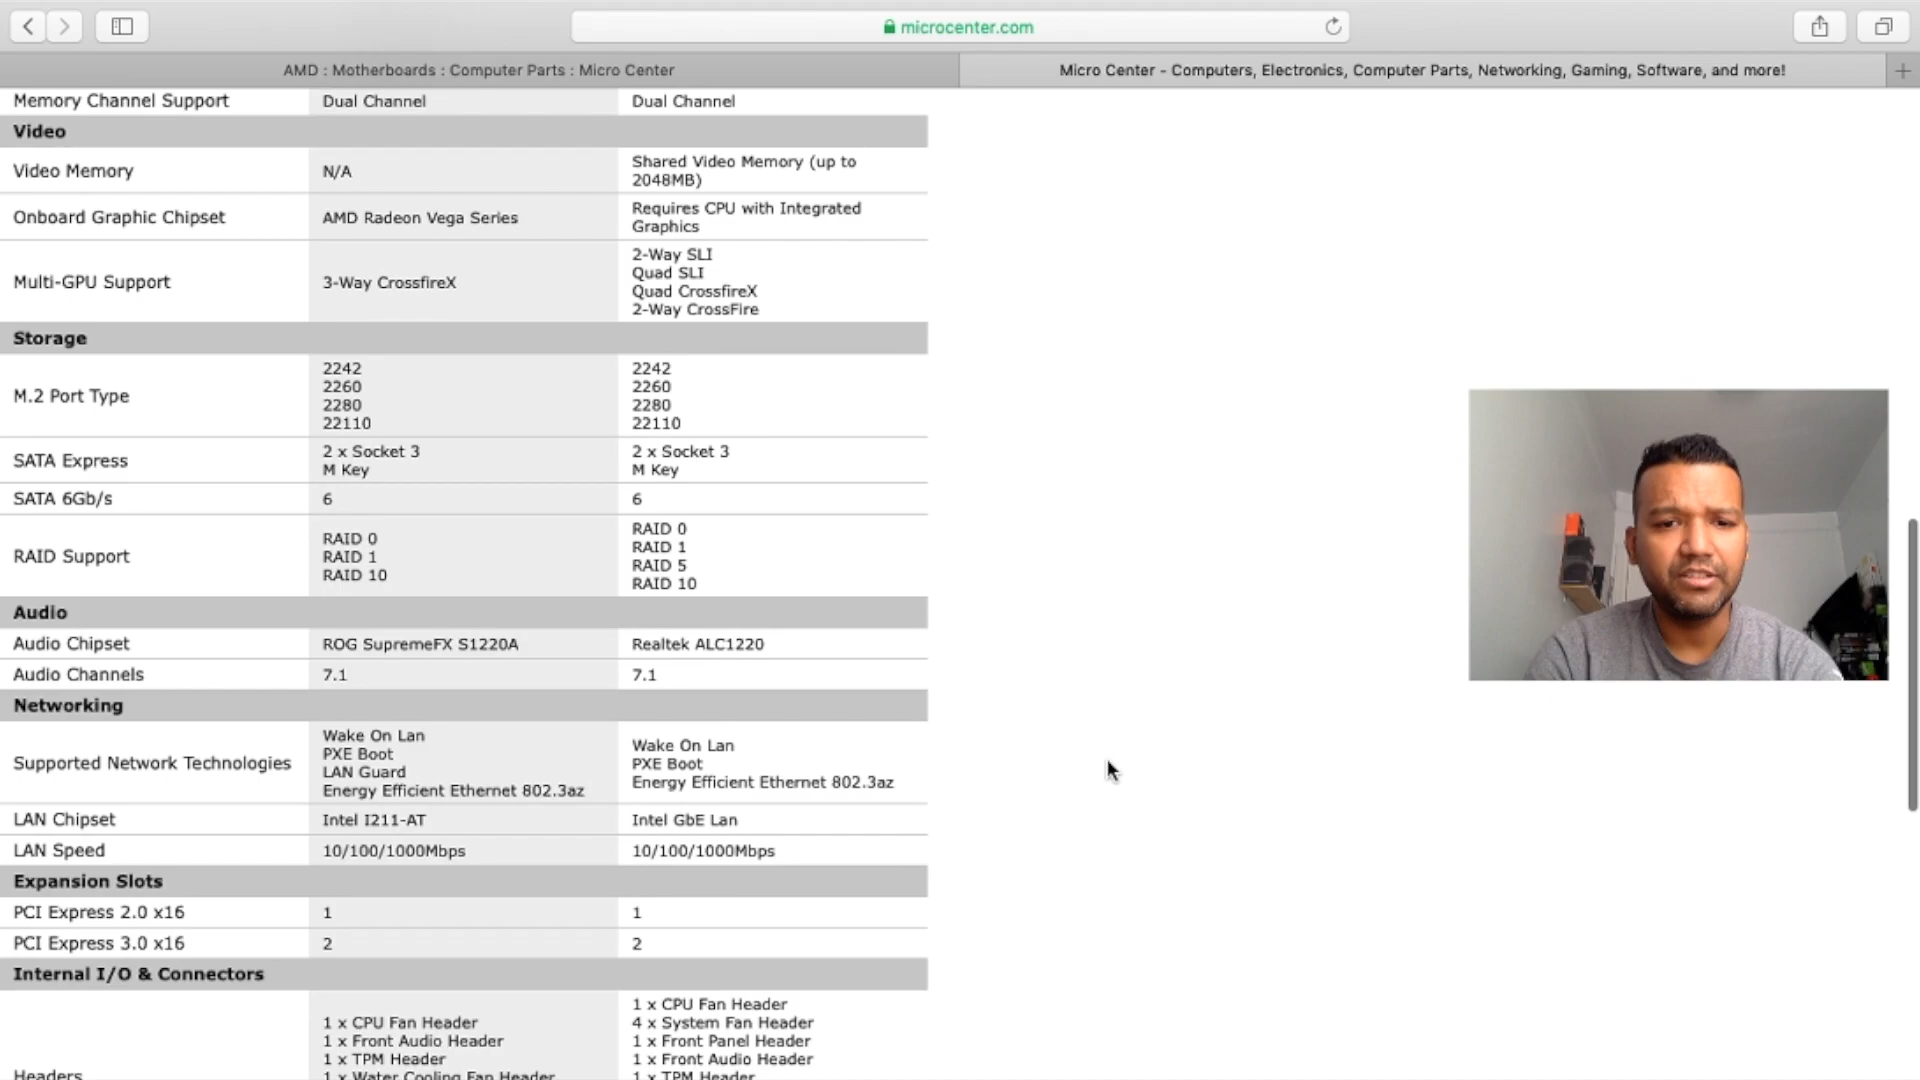 microcenter.com
AMD : Motherboards : Computer Parts : Micro Center
Micro Center - Computers, Electronics, Computer Parts, Networking, Gaming, Software, and more!
Memory Channel Support
Dual Channel
Dual Channel
Video
Video Memory
N/A
Shared Video Memory (up to
2048MB)
Onboard Graphic Chipset
AMD Radeon Vega Series
Requires CPU with Integrated
Graphics
Multi-GPU Support
3-Way CrossfireX
2-Way SLI
Quad SLI
Quad CrossfireX
2-Way CrossFire
Storage
M.2 Port Type
2242
2260
2280
22110
2242
2260
2280
22110
SATA Express
2 x Socket 3
M Key
2 x Socket 3
M Key
SATA 6Gb/s
6
6
RAID Support
RAID 0
RAID 1
RAID 10
RAID 0
RAID 1
RAID 5
RAID 10
Audio
Audio Chipset
ROG SupremeFX S1220A
Realtek ALC1220
Audio Channels
7.1
7.1
Networking
Supported Network Technologies
Wake On Lan
PXE Boot
LAN Guard
Energy Efficient Ethernet 802.3az
Wake On Lan
PXE Boot
Energy Efficient Ethernet 802.3az
LAN Chipset
Intel I211-AT
Intel GbE Lan
LAN Speed
10/100/1000Mbps
10/100/1000Mbps
Expansion Slots
PCI Express 2.0 x16
1
1
PCI Express 3.0 x16
2
2
Internal I/O & Connectors
Headers
1 x CPU Fan Header
1 x Front Audio Header
1 x TPM Header
1 x Water Cooling Fan Header
1 x CPU Fan Header
4 x System Fan Header
1 x Front Panel Header
1 x Front Audio Header
1 x TPM Header